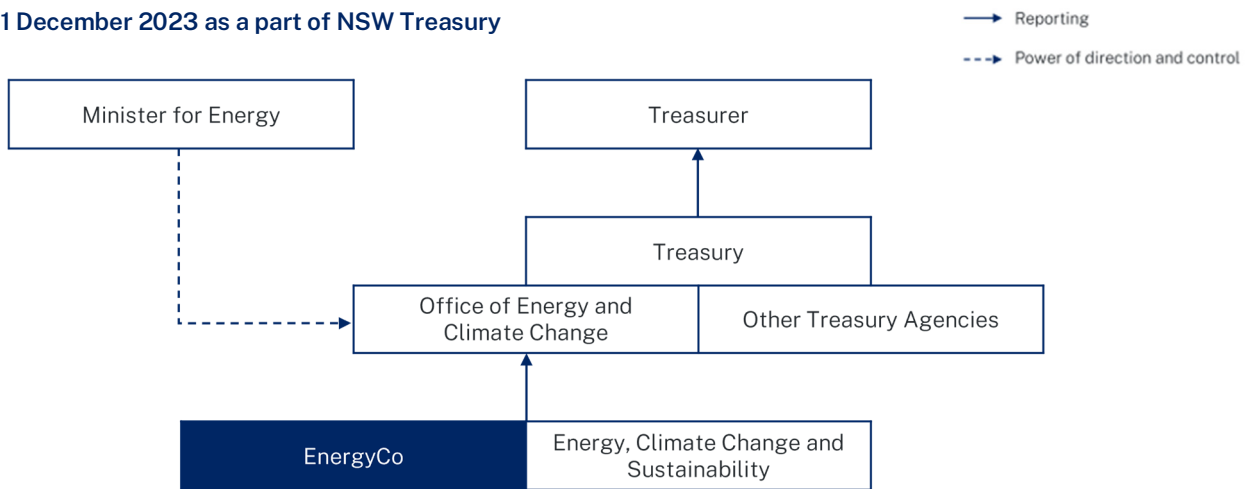 1 December 2023 as a part of NSW Treasury
Reporting
Power of direction and control
Minister for Energy
Treasurer
Treasury
Office of Energy and
Climate Change
Other Treasury Agencies
EnergyCo
Energy, Climate Change and
Sustainability